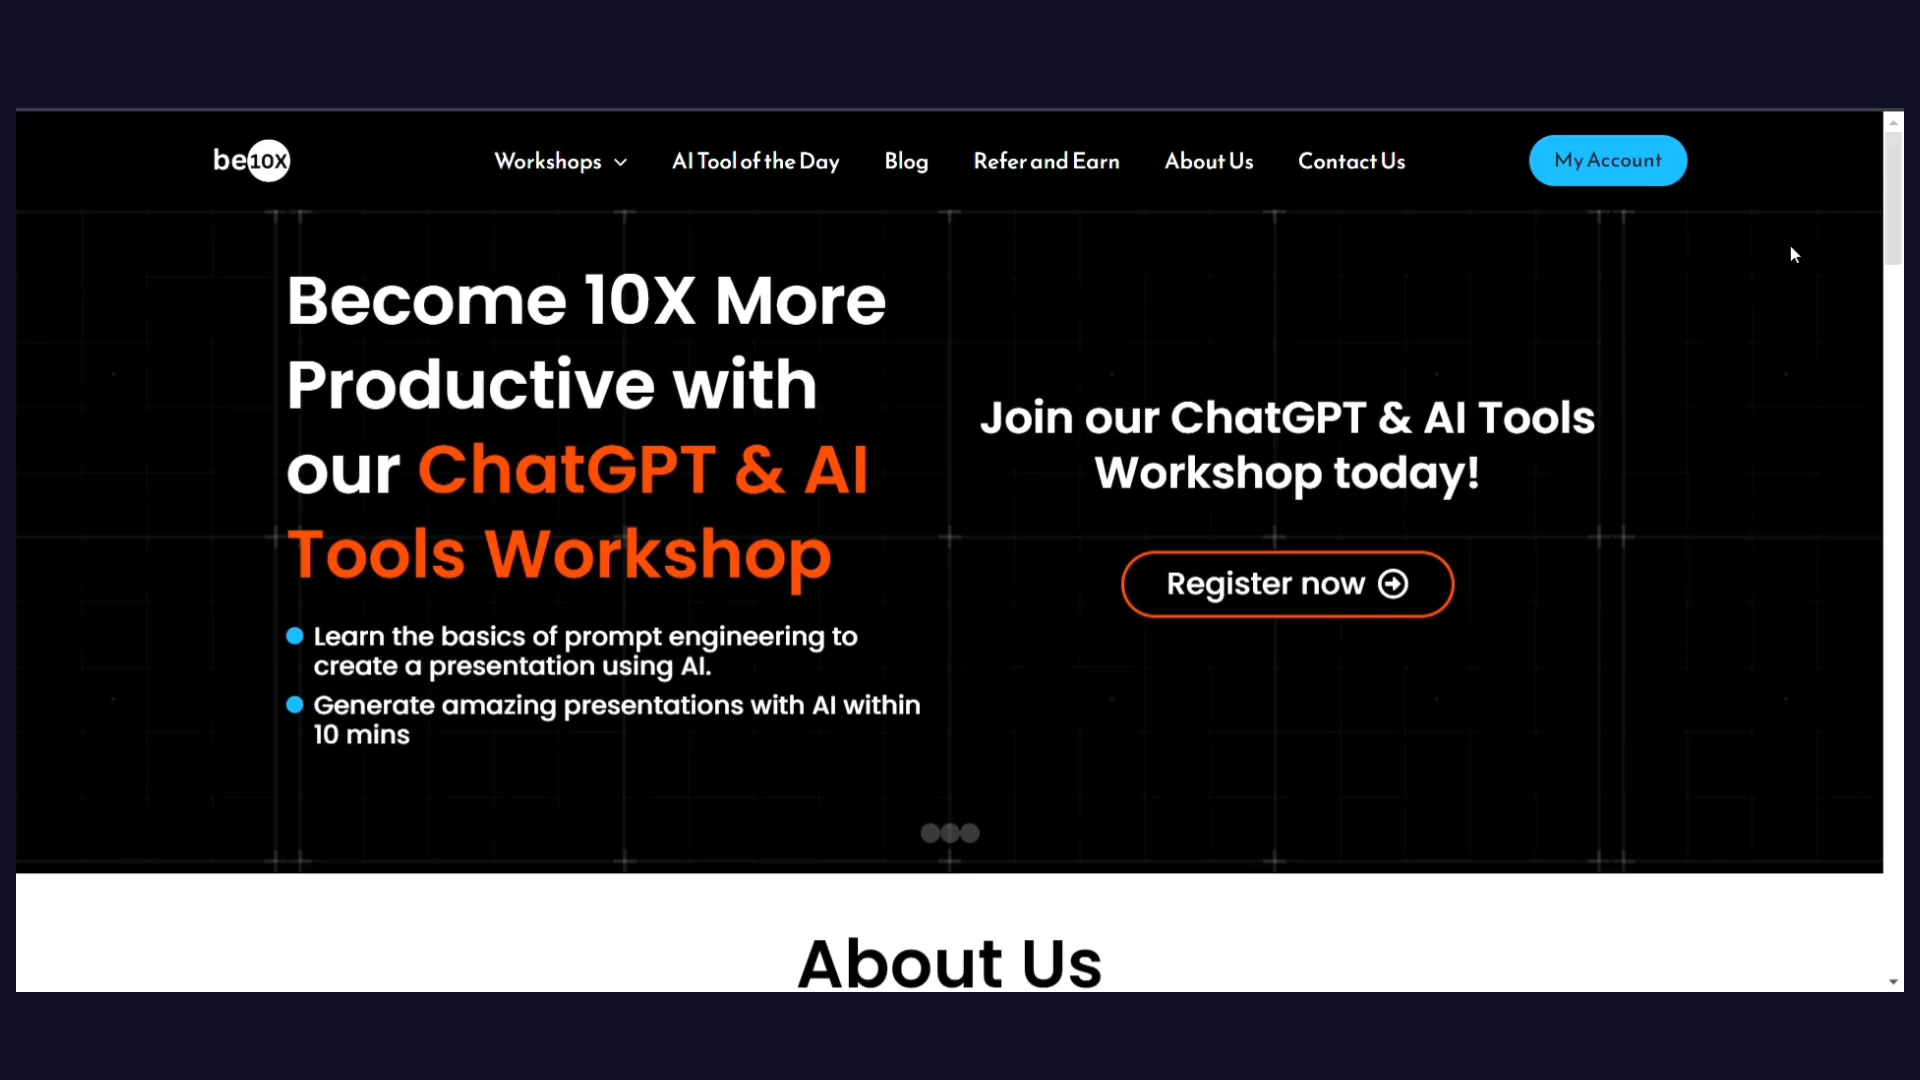 be10X
Workshops
AI Tool of the Day
Blog
Refer and Earn
About Us
Contact Us
My Account
Become 10X More
Productive with
our ChatGPT & AI
Tools Workshop
Learn the basics of prompt engineering to
create a presentation using AI.
Generate amazing presentations with AI within
10 mins
Join our ChatGPT & AI Tools
Workshop today!
Register now
About Us